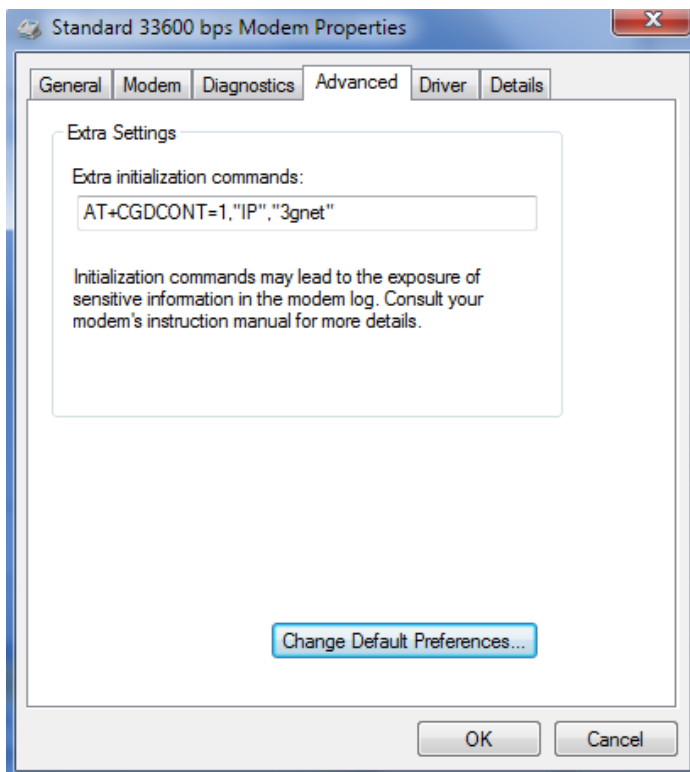 Standard 33600 bps Modem Properties
X
General Modem Diagnostics Advanced Driver Details
Extra Settings
Extra initialization commands:
AT+CGDCONT=1,"IP","3gnet"
Initialization commands may lead to the exposure of
sensitive information in the modem log. Consult your
modem's instruction manual for more details.
Change Default Preferences...
OK Cancel